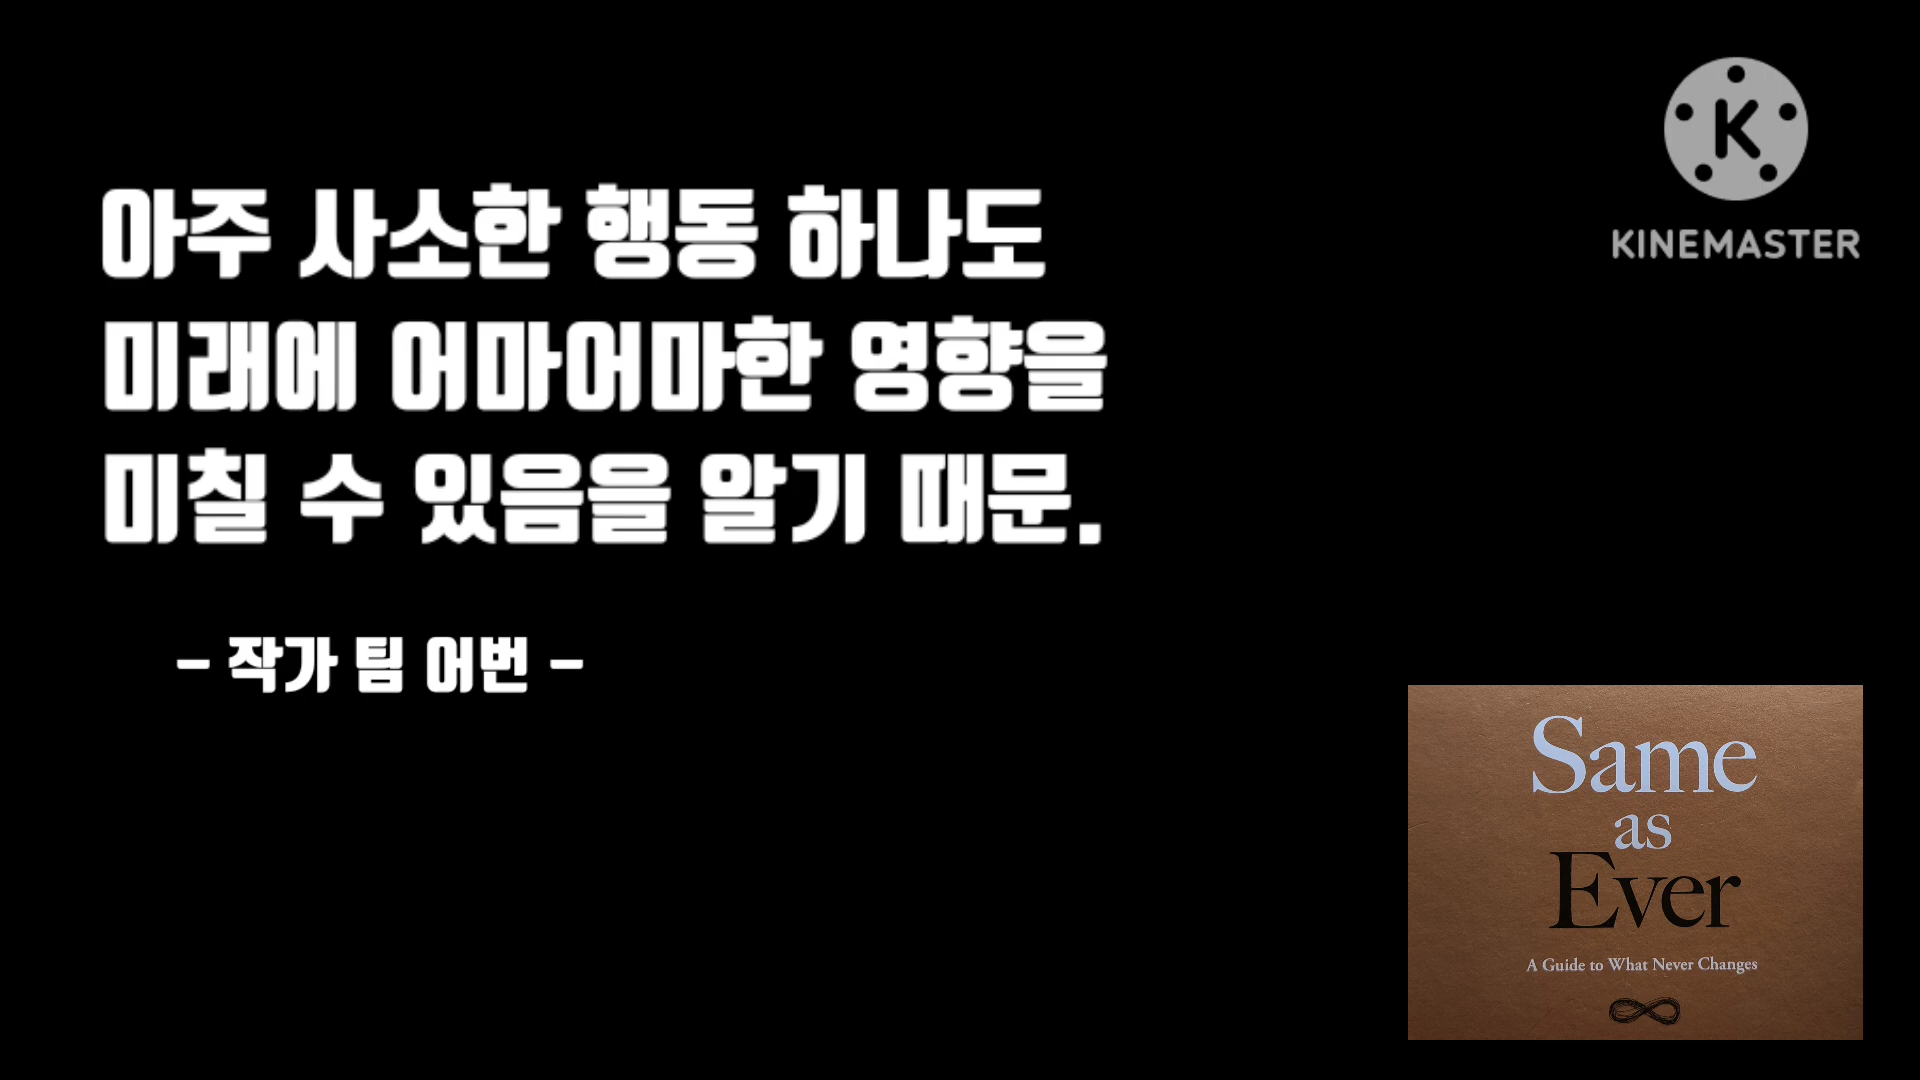 아주 사소한 행동 하나도
미래에 어마어마한 영향을
미칠 수 있음을 알기 때문.
- 작가 팀 어번 -
K
KINEMASTER
Same
as
Ever
A Guide to What Never Changes